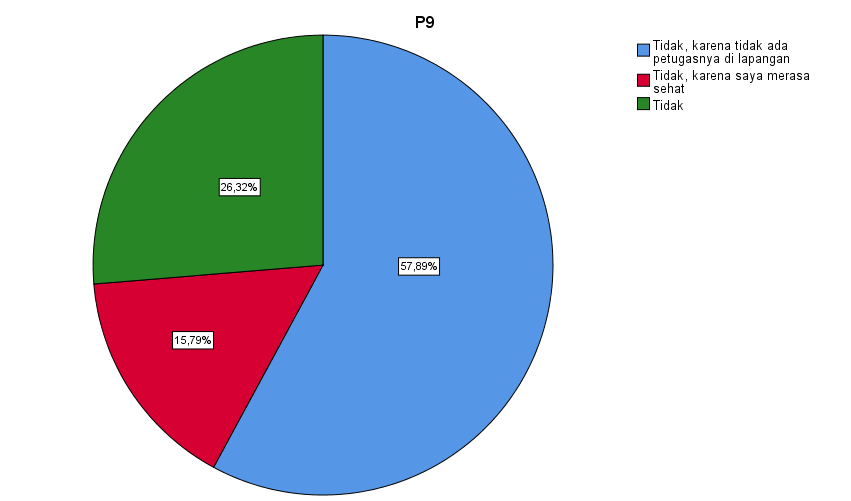 P9
Tidak, karena tidak ada
petugasnya di lapangan
Tidak, karena saya merasa
sehat
Tidak
26,32%
57,89%
15,79%